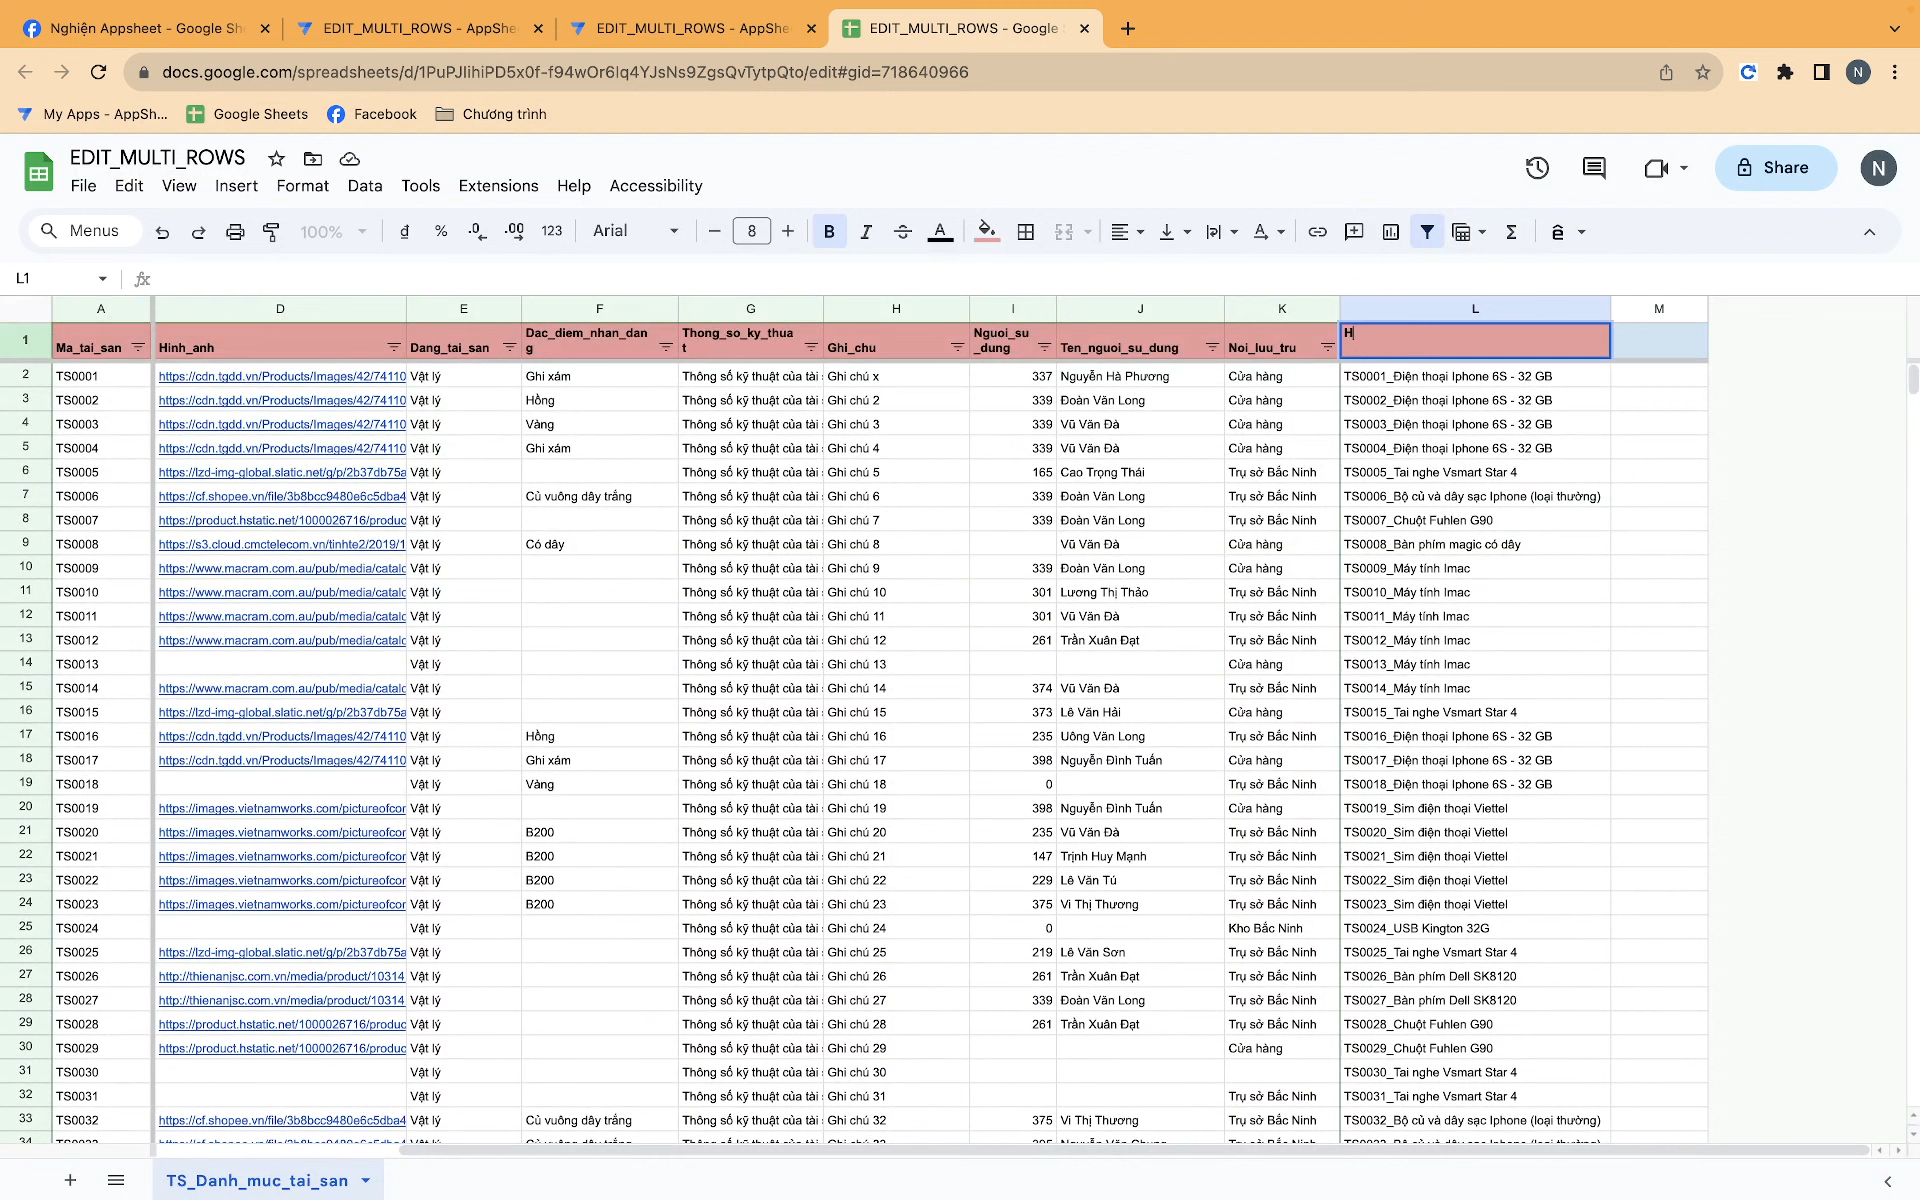 Nghiện Appsheet - Google Sh
EDIT_MULTI_ROWS - AppShe
EDIT_MULTI_ROWS - AppShe
EDIT_MULTI_ROWS - Google
docs.google.com/spreadsheets/d/1PuPJIihiPD5x0f-f94wOr6Iq4YJsNs9ZgsQvTytpQto/edit#gid=718640966
N
My Apps - AppSh... Google Sheets Facebook Chương trình
EDIT_MULTI_ROWS
File Edit View Insert Format Data Tools Extensions Help Accessibility
Share
N
Menus 100% đ % .0 .00 123 Arial 8 B I S A
L1
A D E F G H I J K L M
1 Ma_tai_san Hinh_anh Dang_tai_san Dac_diem_nhan_dang Thong_so_ky_thuat Ghi_chu Nguoi_su_dung Ten_nguoi_su_dung Noi_luu_tru H
2 TS0001 https://cdn.tgdd.vn/Products/Images/42/74110 Vật lý Ghi xám Thông số kỹ thuật của tài Ghi chú x 337 Nguyễn Hà Phương Cửa hàng TS0001_Điện thoại Iphone 6S - 32 GB
3 TS0002 https://cdn.tgdd.vn/Products/Images/42/74110 Vật lý Hồng Thông số kỹ thuật của tài Ghi chú 2 339 Đoàn Văn Long Cửa hàng TS0002_Điện thoại Iphone 6S - 32 GB
4 TS0003 https://cdn.tgdd.vn/Products/Images/42/74110 Vật lý Vàng Thông số kỹ thuật của tài Ghi chú 3 339 Vũ Văn Đà Cửa hàng TS0003_Điện thoại Iphone 6S - 32 GB
5 TS0004 https://cdn.tgdd.vn/Products/Images/42/74110 Vật lý Ghi xám Thông số kỹ thuật của tài Ghi chú 4 339 Vũ Văn Đà Cửa hàng TS0004_Điện thoại Iphone 6S - 32 GB
6 TS0005 https://lzd-img-global.slatic.net/g/p/2b37db75a Vật lý Thông số kỹ thuật của tài Ghi chú 5 165 Cao Trọng Thái Trụ sở Bắc Ninh TS0005_Tai nghe Vsmart Star 4
7 TS0006 https://cf.shopee.vn/file/3b8bcc9480e6c5dba4 Vật lý Củ vuông dây trắng Thông số kỹ thuật của tài Ghi chú 6 339 Đoàn Văn Long Trụ sở Bắc Ninh TS0006_Bộ củ và dây sạc Iphone (loại thường)
8 TS0007 https://product.hstatic.net/1000026716/produc Vật lý Thông số kỹ thuật của tài Ghi chú 7 339 Đoàn Văn Long Trụ sở Bắc Ninh TS0007_Chuột Fuhlen G90
9 TS0008 https://s3.cloud.cmctelecom.vn/tinhte2/2019/1 Vật lý Có dây Thông số kỹ thuật của tài Ghi chú 8 Vũ Văn Đà Cửa hàng TS0008_Bàn phím magic có dây
10 TS0009 https://www.macram.com.au/pub/media/catalo Vật lý Thông số kỹ thuật của tài Ghi chú 9 339 Đoàn Văn Long Cửa hàng TS0009_Máy tính Imac
11 TS0010 https://www.macram.com.au/pub/media/catalo Vật lý Thông số kỹ thuật của tài Ghi chú 10 301 Lương Thị Thảo Trụ sở Bắc Ninh TS0010_Máy tính Imac
12 TS0011 https://www.macram.com.au/pub/media/catalo Vật lý Thông số kỹ thuật của tài Ghi chú 11 301 Vũ Văn Đà Trụ sở Bắc Ninh TS0011_Máy tính Imac
13 TS0012 https://www.macram.com.au/pub/media/catalo Vật lý Thông số kỹ thuật của tài Ghi chú 12 261 Trần Xuân Đạt Trụ sở Bắc Ninh TS0012_Máy tính Imac
14 TS0013 Vật lý Thông số kỹ thuật của tài Ghi chú 13 Cửa hàng TS0013_Máy tính Imac
15 TS0014 https://www.macram.com.au/pub/media/catalo Vật lý Thông số kỹ thuật của tài Ghi chú 14 374 Vũ Văn Đà Trụ sở Bắc Ninh TS0014_Máy tính Imac
16 TS0015 https://lzd-img-global.slatic.net/g/p/2b37db75a Vật lý Thông số kỹ thuật của tài Ghi chú 15 373 Lê Văn Hải Cửa hàng TS0015_Tai nghe Vsmart Star 4
17 TS0016 https://cdn.tgdd.vn/Products/Images/42/74110 Vật lý Hồng Thông số kỹ thuật của tài Ghi chú 16 235 Uông Văn Long Trụ sở Bắc Ninh TS0016_Điện thoại Iphone 6S - 32 GB
18 TS0017 https://cdn.tgdd.vn/Products/Images/42/74110 Vật lý Ghi xám Thông số kỹ thuật của tài Ghi chú 17 398 Nguyễn Đình Tuấn Cửa hàng TS0017_Điện thoại Iphone 6S - 32 GB
19 TS0018 Vật lý Vàng Thông số kỹ thuật của tài Ghi chú 18 0 Trụ sở Bắc Ninh TS0018_Điện thoại Iphone 6S - 32 GB
20 TS0019 https://images.vietnamworks.com/pictureofcor Vật lý Thông số kỹ thuật của tài Ghi chú 19 398 Nguyễn Đình Tuấn Cửa hàng TS0019_Sim điện thoại Viettel
21 TS0020 https://images.vietnamworks.com/pictureofcor Vật lý B200 Thông số kỹ thuật của tài Ghi chú 20 235 Vũ Văn Đà Trụ sở Bắc Ninh TS0020_Sim điện thoại Viettel
22 TS0021 https://images.vietnamworks.com/pictureofcor Vật lý B200 Thông số kỹ thuật của tài Ghi chú 21 147 Trịnh Huy Mạnh Trụ sở Bắc Ninh TS0021_Sim điện thoại Viettel
23 TS0022 https://images.vietnamworks.com/pictureofcor Vật lý B200 Thông số kỹ thuật của tài Ghi chú 22 229 Lê Văn Tú Trụ sở Bắc Ninh TS0022_Sim điện thoại Viettel
24 TS0023 https://images.vietnamworks.com/pictureofcor Vật lý B200 Thông số kỹ thuật của tài Ghi chú 23 375 Vi Thị Thương Trụ sở Bắc Ninh TS0023_Sim điện thoại Viettel
25 TS0024 Vật lý Thông số kỹ thuật của tài Ghi chú 24 0 Kho Bắc Ninh TS0024_USB Kington 32G
26 TS0025 https://lzd-img-global.slatic.net/g/p/2b37db75a Vật lý Thông số kỹ thuật của tài Ghi chú 25 219 Lê Văn Sơn Trụ sở Bắc Ninh TS0025_Tai nghe Vsmart Star 4
27 TS0026 http://thienanjsc.com.vn/media/product/10314 Vật lý Thông số kỹ thuật của tài Ghi chú 26 261 Trần Xuân Đạt Trụ sở Bắc Ninh TS0026_Bàn phím Dell SK8120
28 TS0027 http://thienanjsc.com.vn/media/product/10314 Vật lý Thông số kỹ thuật của tài Ghi chú 27 339 Đoàn Văn Long Trụ sở Bắc Ninh TS0027_Bàn phím Dell SK8120
29 TS0028 https://product.hstatic.net/1000026716/produc Vật lý Thông số kỹ thuật của tài Ghi chú 28 261 Trần Xuân Đạt Trụ sở Bắc Ninh TS0028_Chuột Fuhlen G90
30 TS0029 https://product.hstatic.net/1000026716/produc Vật lý Thông số kỹ thuật của tài Ghi chú 29 Cửa hàng TS0029_Chuột Fuhlen G90
31 TS0030 Vật lý Thông số kỹ thuật của tài Ghi chú 30 TS0030_Tai nghe Vsmart Star 4
32 TS0031 Vật lý Thông số kỹ thuật của tài Ghi chú 31 Trụ sở Bắc Ninh TS0031_Tai nghe Vsmart Star 4
33 TS0032 https://cf.shopee.vn/file/3b8bcc9480e6c5dba4 Vật lý Củ vuông dây trắng Thông số kỹ thuật của tài Ghi chú 32 375 Vi Thị Thương Trụ sở Bắc Ninh TS0032_Bộ củ và dây sạc Iphone (loại thường)
TS_Danh_muc_tai_san